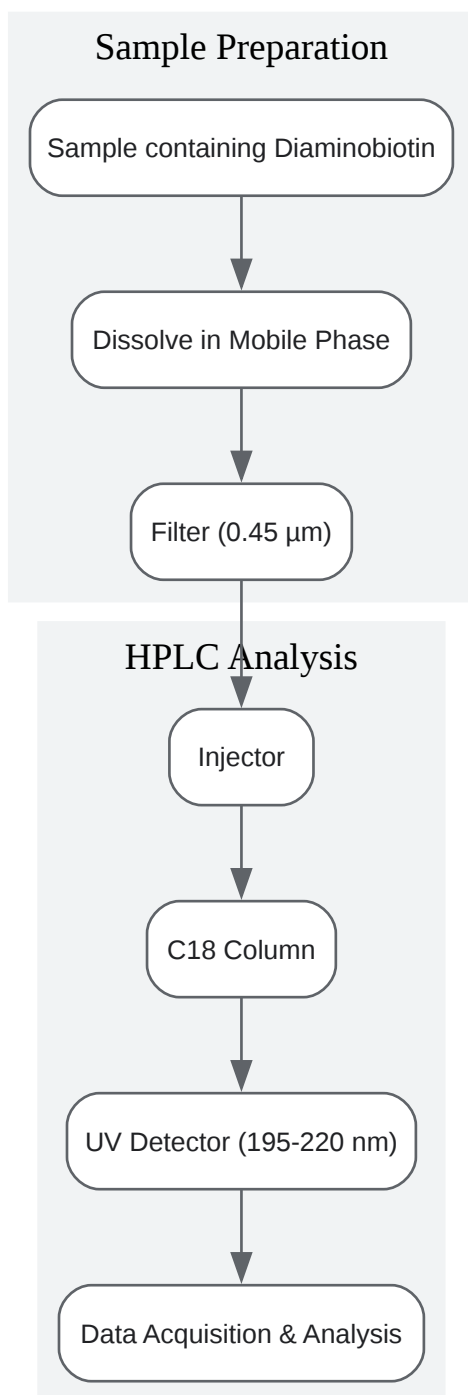 Sample Preparation
Sample containing Diaminobiotin
Dissolve in Mobile Phase
Filter (0.45 µm)
HPLC Analysis
Injector
C18 Column
UV Detector (195-220 nm)
Data Acquisition & Analysis